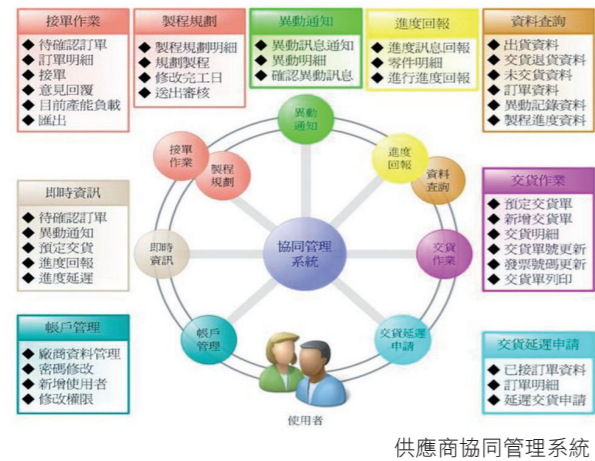 接單作業
◆ 待確認訂單
◆ 訂單明細
◆ 接單
◆ 意見回覆
◆ 目前產能負載
◆ 匯出
製程規劃
◆ 製程規劃明細
◆ 規劃製程
◆ 修改完工日
◆ 送出審核
異動通知
◆ 異動訊息通知
◆ 異動明細
◆ 確認異動訊息
進度回報
◆ 進度訊息回報
◆ 零件明細
◆ 進行進度回報
資料查詢
◆ 出貨資料
◆ 交貨退貨資料
◆ 未交貨資料
◆ 訂單資料
◆ 異動記錄資料
◆ 製程進度資料
即時資訊
◆ 待確認訂單
◆ 異動通知
◆ 預定交貨
◆ 進度回報
◆ 進度延遲
帳戶管理
◆ 廠商資料管理
◆ 密碼修改
◆ 新增使用者
◆ 修改權限
異動
通知
接單
作業
製程
規劃
進度
回報
資料
查詢
即時
資訊
協同管理
系統
交貨
作業
帳戶
管理
交貨延遲
申請
使用者
交貨作業
◆ 預定交貨單
◆ 新增交貨單
◆ 交貨明細
◆ 交貨單號更新
◆ 發票號碼更新
◆ 交貨單列印
交貨延遲申請
◆ 已接訂單資料
◆ 訂單明細
◆ 延遲交貨申請
供應商協同管理系統